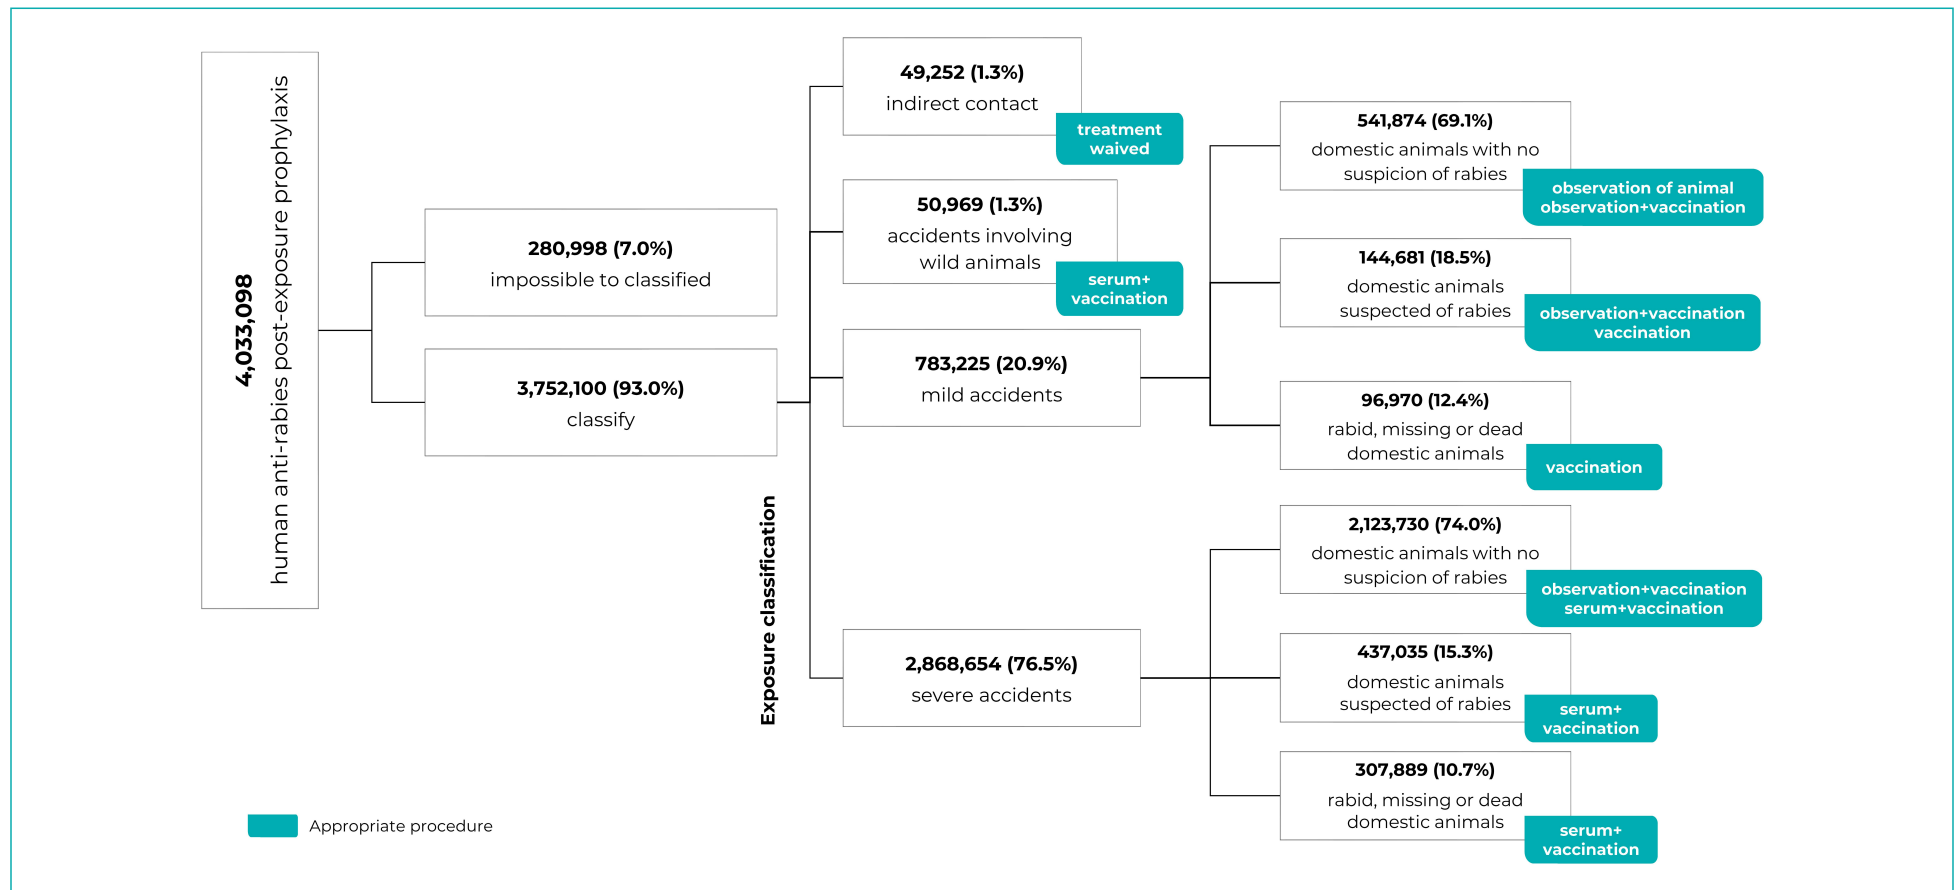 4,033,098
human anti-rabies post-exposure prophylaxis
280,998 (7.0%)
impossible to classified
3,752,100 (93.0%)
classify
Exposure classification
49,252 (1.3%)
indirect contact
treatment
waived
50,969 (1.3%)
accidents involving
wild animals
serum+
vaccination
783,225 (20.9%)
mild accidents
2,868,654 (76.5%)
severe accidents
541,874 (69.1%)
domestic animals with no
suspicion of rabies
observation of animal
observation+vaccination
144,681 (18.5%)
domestic animals
suspected of rabies
observation+vaccination
vaccination
96,970 (12.4%)
rabid, missing or dead
domestic animals
vaccination
2,123,730 (74.0%)
domestic animals with no
suspicion of rabies
observation+vaccination
serum+vaccination
437,035 (15.3%)
domestic animals
suspected of rabies
serum+
vaccination
307,889 (10.7%)
rabid, missing or dead
domestic animals
serum+
vaccination
Appropriate procedure